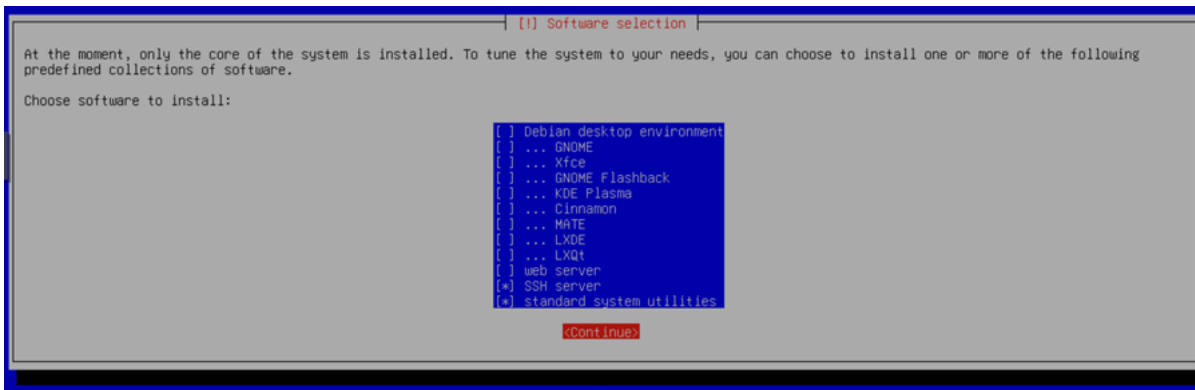 [!] Software selection
At the moment, only the core of the system is installed. To tune the system to your needs, you can choose to install one or more of the following
predefined collections of software.
Choose software to install:
[ ] Debian desktop environment
[ ] ... GNOME
[ ] ... Xfce
[ ] ... GNOME Flashback
[ ] ... KDE Plasma
[ ] ... Cinnamon
[ ] ... MATE
[ ] ... LXDE
[ ] ... LXQt
[ ] web server
[*] SSH server
[*] standard system utilities
<Continue>